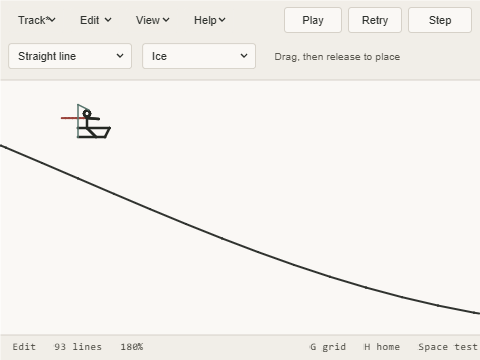 Track* Edit View Help Play Retry Step
Straight line Ice Drag, then release to place
Edit 93 lines 180% G grid H home Space test